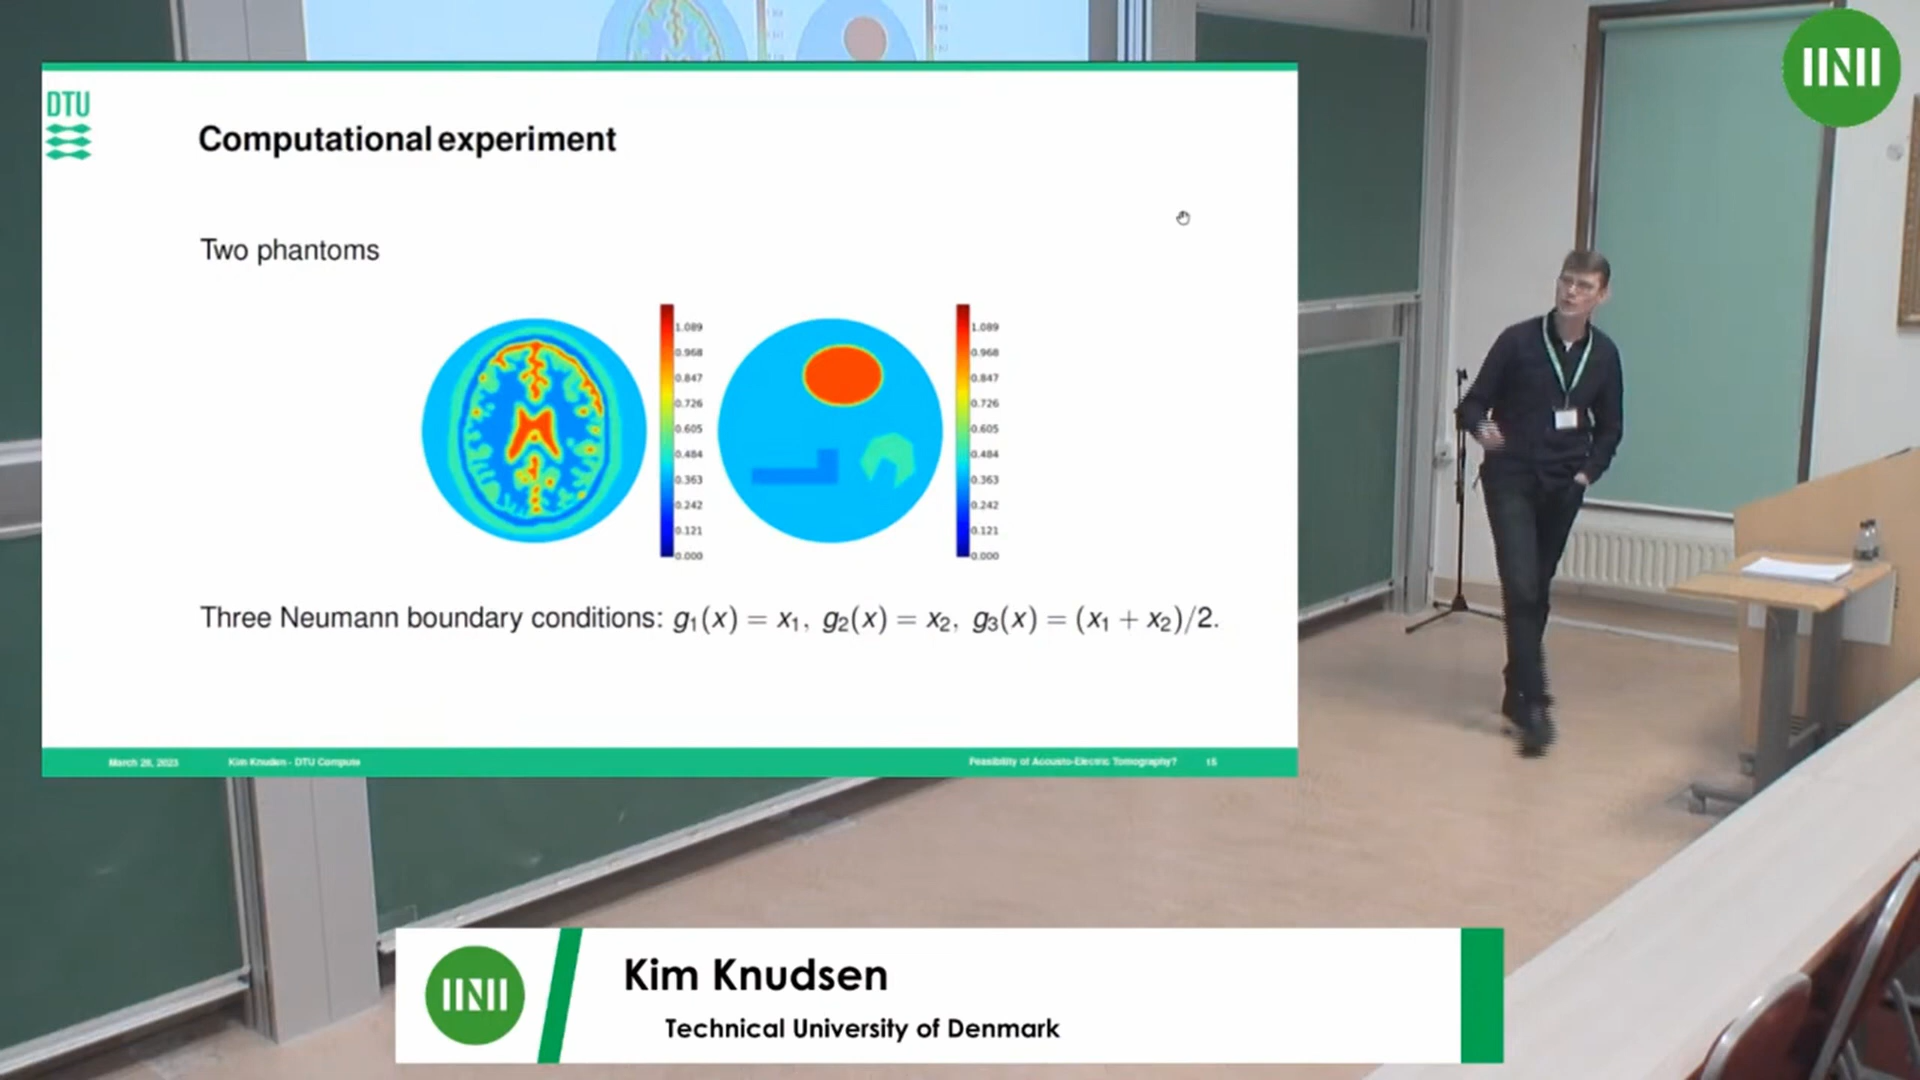 DTU
Computational experiment
Two phantoms
1.089
0.968
0.847
0.726
0.605
0.484
0.363
0.242
0.121
0.000
1.089
0.968
0.847
0.726
0.605
0.484
0.363
0.242
0.121
0.000
Three Neumann boundary conditions: g₁(x) = x₁, g₂(x) = x₂, g₃(x) = (x₁ + x₂)/2.
March 28, 2023 Kim Knudsen - DTU Compute Feasibility of Acousto-Electric Tomography? 15
Kim Knudsen
Technical University of Denmark